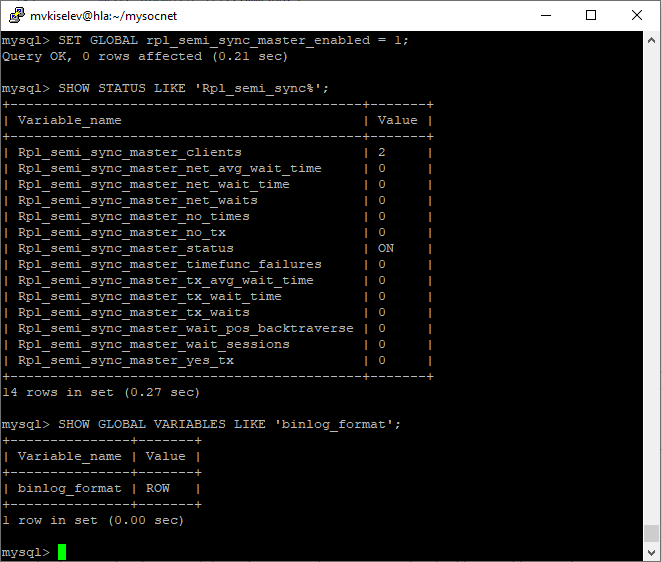 mvkiselev@hla:~/mysocnet
mysql> SET GLOBAL rpl_semi_sync_master_enabled = 1;
Query OK, 0 rows affected (0.21 sec)
mysql> SHOW STATUS LIKE 'Rpl_semi_sync%';
+--------------------------------------------+-------+
| Variable_name                              | Value |
+--------------------------------------------+-------+
| Rpl_semi_sync_master_clients               | 2     |
| Rpl_semi_sync_master_net_avg_wait_time     | 0     |
| Rpl_semi_sync_master_net_wait_time         | 0     |
| Rpl_semi_sync_master_net_waits             | 0     |
| Rpl_semi_sync_master_no_times              | 0     |
| Rpl_semi_sync_master_no_tx                 | 0     |
| Rpl_semi_sync_master_status                | ON    |
| Rpl_semi_sync_master_timefunc_failures     | 0     |
| Rpl_semi_sync_master_tx_avg_wait_time      | 0     |
| Rpl_semi_sync_master_tx_wait_time          | 0     |
| Rpl_semi_sync_master_tx_waits              | 0     |
| Rpl_semi_sync_master_wait_pos_backtraverse | 0     |
| Rpl_semi_sync_master_wait_sessions         | 0     |
| Rpl_semi_sync_master_yes_tx                | 0     |
+--------------------------------------------+-------+
14 rows in set (0.27 sec)
mysql> SHOW GLOBAL VARIABLES LIKE 'binlog_format';
+---------------+-------+
| Variable_name | Value |
+---------------+-------+
| binlog_format | ROW   |
+---------------+-------+
1 row in set (0.00 sec)
mysql>